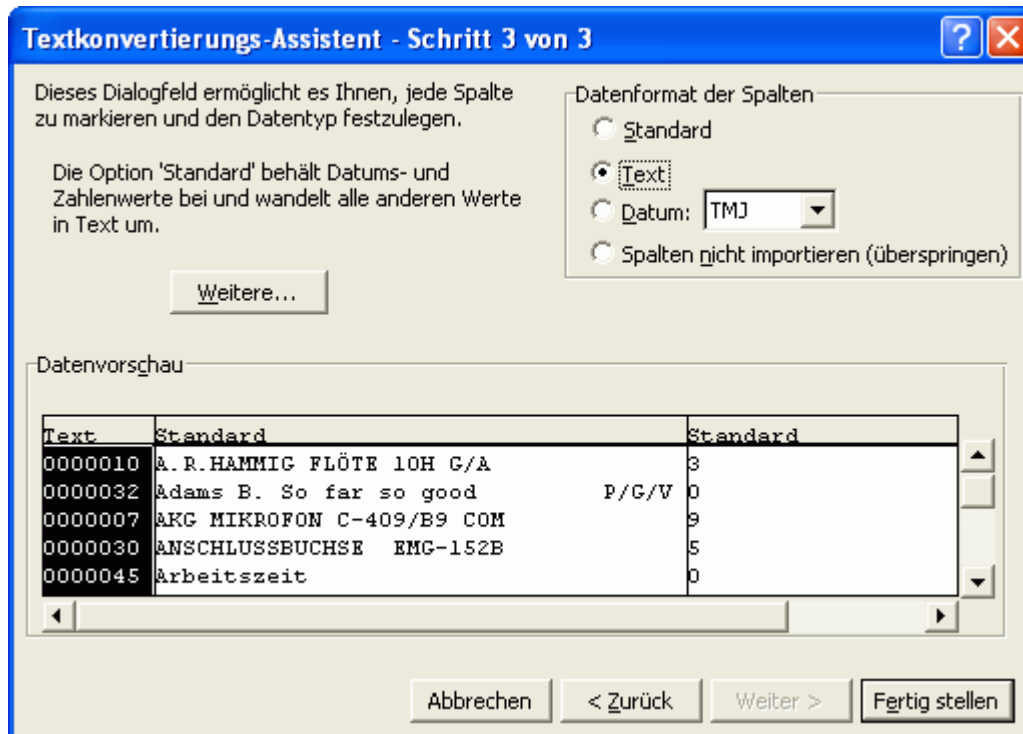 Textkonvertierungs-Assistent - Schritt 3 von 3
Dieses Dialogfeld ermöglicht es Ihnen, jede Spalte
zu markieren und den Datentyp festzulegen.
Die Option 'Standard' behält Datums- und
Zahlenwerte bei und wandelt alle anderen Werte
in Text um.
Weitere...
Datenformat der Spalten
Standard
Text
Datum: TMJ
Spalten nicht importieren (überspringen)
Datenvorschau
Text Standard Standard
0000010 A.R.HAMMIG FLÖTE 10H G/A 3
0000032 Adams B. So far so good P/G/V 0
0000007 AKG MIKROFON C-409/B9 COM 9
0000030 ANSCHLUSSBUCHSE EMG-152B 5
0000045 Arbeitszeit 0
Abbrechen < Zurück Weiter > Fertig stellen